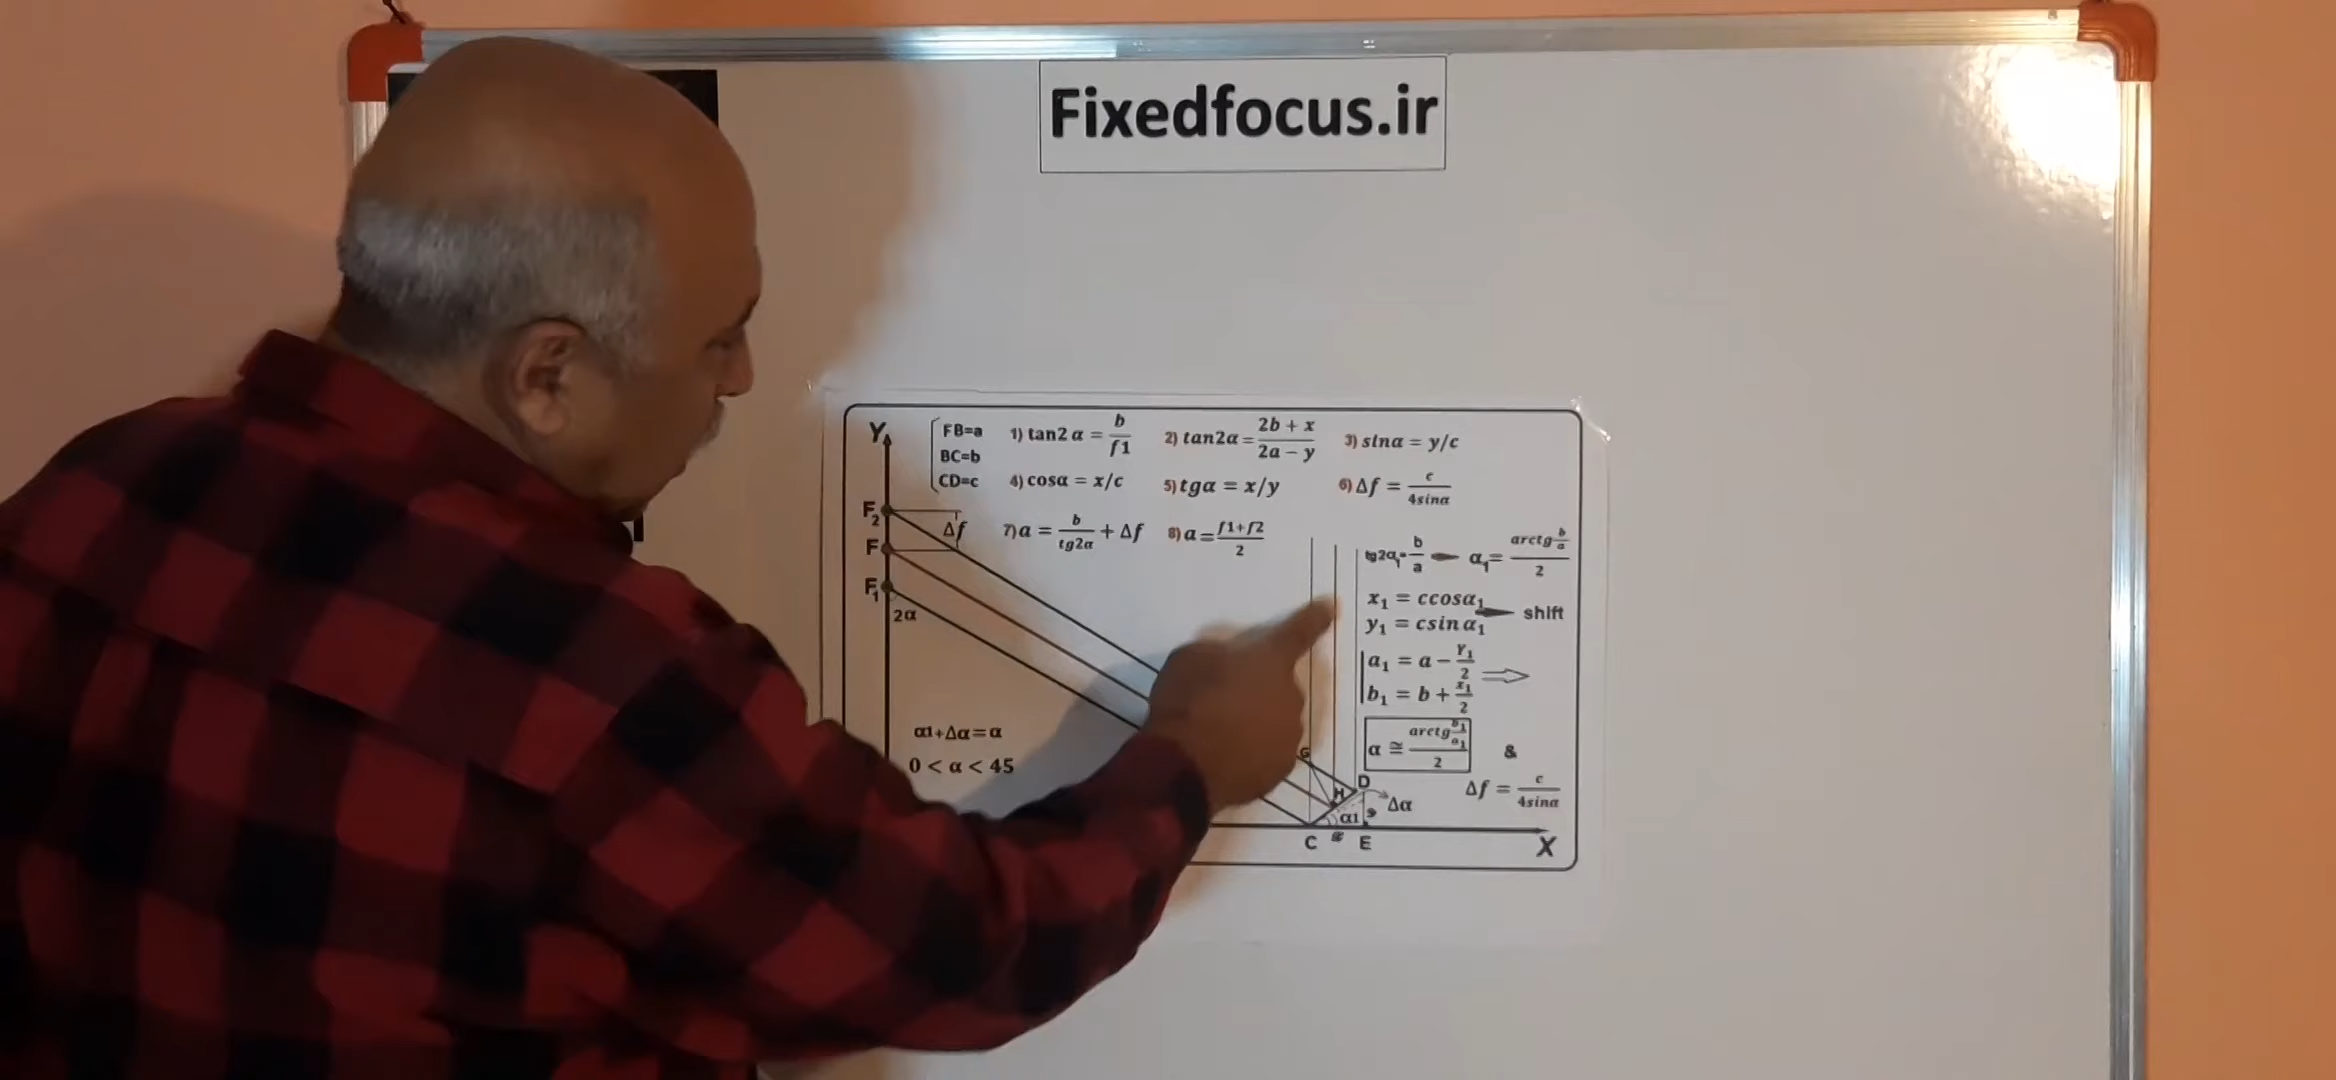 Fixedfocus.ir
Y
FB=a
BC=b
CD=c
1) tan2 α = b/f1
2) tan2α = (2b + x)/(2a − y)
3) sinα = y/c
4) cosα = x/c
5) tgα = x/y
6) Δf = c/4sinα
7) a = b/tg2α + Δf
8) a = (f1+f2)/2
F₂
Δf
F
F₁
2α
tg2α₁ = b/a
α₁ = arctg(b/a)/2
x₁ = ccosα₁
y₁ = csin α₁
shift
a₁ = a − Y₁/2
b₁ = b + x₁/2
α ≅ arctg(b₁/a₁)/2
&
Δf = c/4sinα
α1+Δα=α
0 < α < 45
G
D
H
Δα
α1
C
E
X